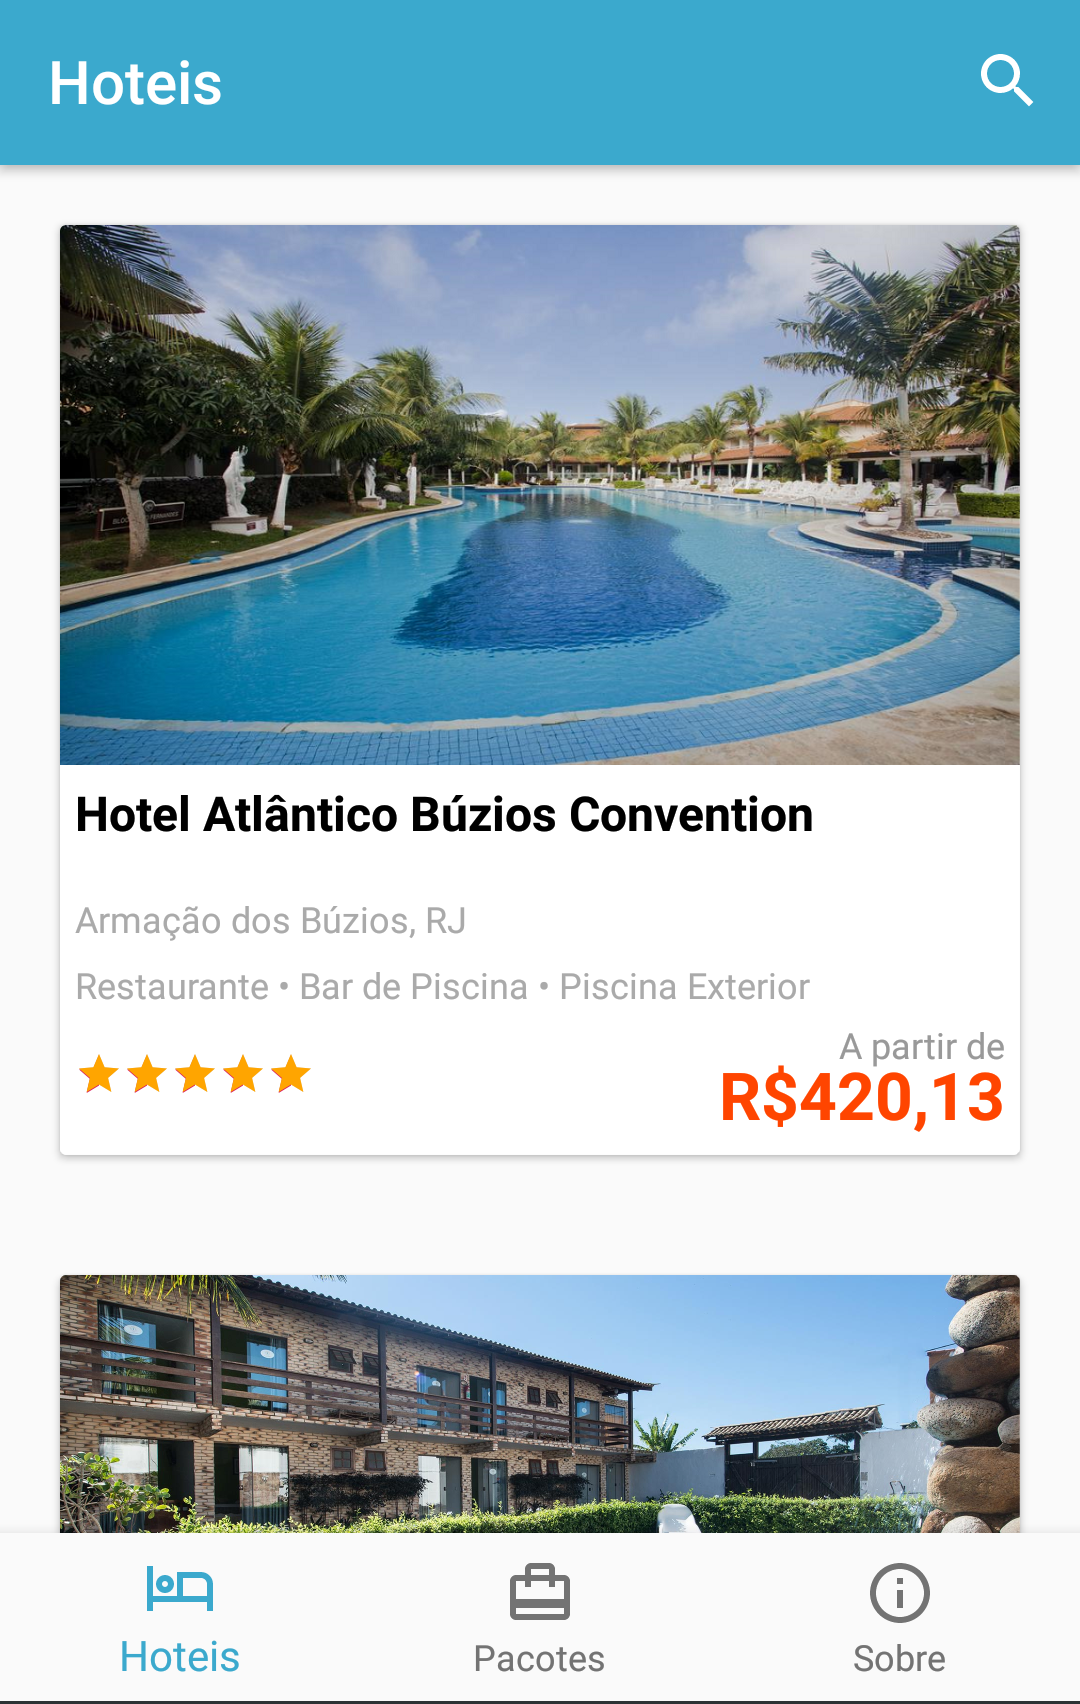 Hoteis
Hotel Atlântico Búzios Convention
Armação dos Búzios, RJ
Restaurante • Bar de Piscina • Piscina Exterior
A partir de
R$420,13
Hoteis
Pacotes
Sobre